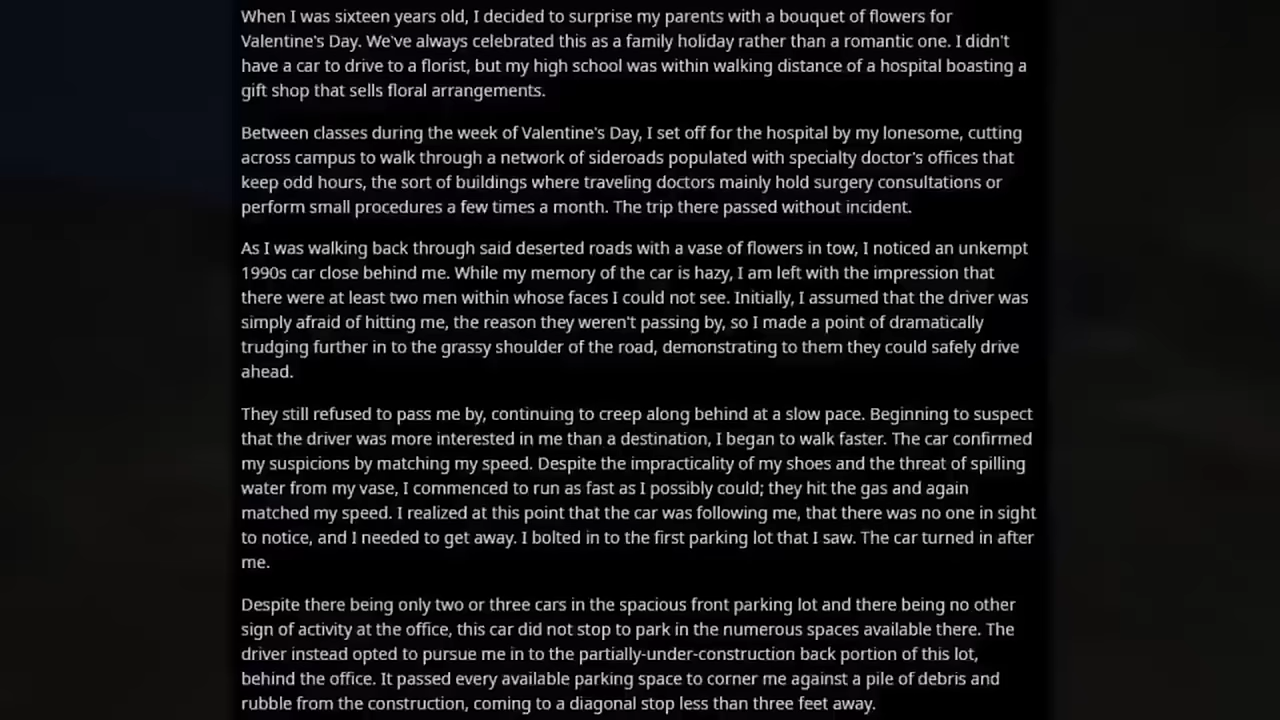 When I was sixteen years old, I decided to surprise my parents with a bouquet of flowers for
Valentine's Day. We've always celebrated this as a family holiday rather than a romantic one. I didn't
have a car to drive to a florist, but my high school was within walking distance of a hospital boasting a
gift shop that sells floral arrangements.
Between classes during the week of Valentine's Day, I set off for the hospital by my lonesome, cutting
across campus to walk through a network of sideroads populated with specialty doctor's offices that
keep odd hours, the sort of buildings where traveling doctors mainly hold surgery consultations or
perform small procedures a few times a month. The trip there passed without incident.
As I was walking back through said deserted roads with a vase of flowers in tow, I noticed an unkempt
1990s car close behind me. While my memory of the car is hazy, I am left with the impression that
there were at least two men within whose faces I could not see. Initially, I assumed that the driver was
simply afraid of hitting me, the reason they weren't passing by, so I made a point of dramatically
trudging further in to the grassy shoulder of the road, demonstrating to them they could safely drive
ahead.
They still refused to pass me by, continuing to creep along behind at a slow pace. Beginning to suspect
that the driver was more interested in me than a destination, I began to walk faster. The car confirmed
my suspicions by matching my speed. Despite the impracticality of my shoes and the threat of spilling
water from my vase, I commenced to run as fast as I possibly could; they hit the gas and again
matched my speed. I realized at this point that the car was following me, that there was no one in sight
to notice, and I needed to get away. I bolted in to the first parking lot that I saw. The car turned in after
me.
Despite there being only two or three cars in the spacious front parking lot and there being no other
sign of activity at the office, this car did not stop to park in the numerous spaces available there. The
driver instead opted to pursue me in to the partially-under-construction back portion of this lot,
behind the office. It passed every available parking space to corner me against a pile of debris and
rubble from the construction, coming to a diagonal stop less than three feet away.